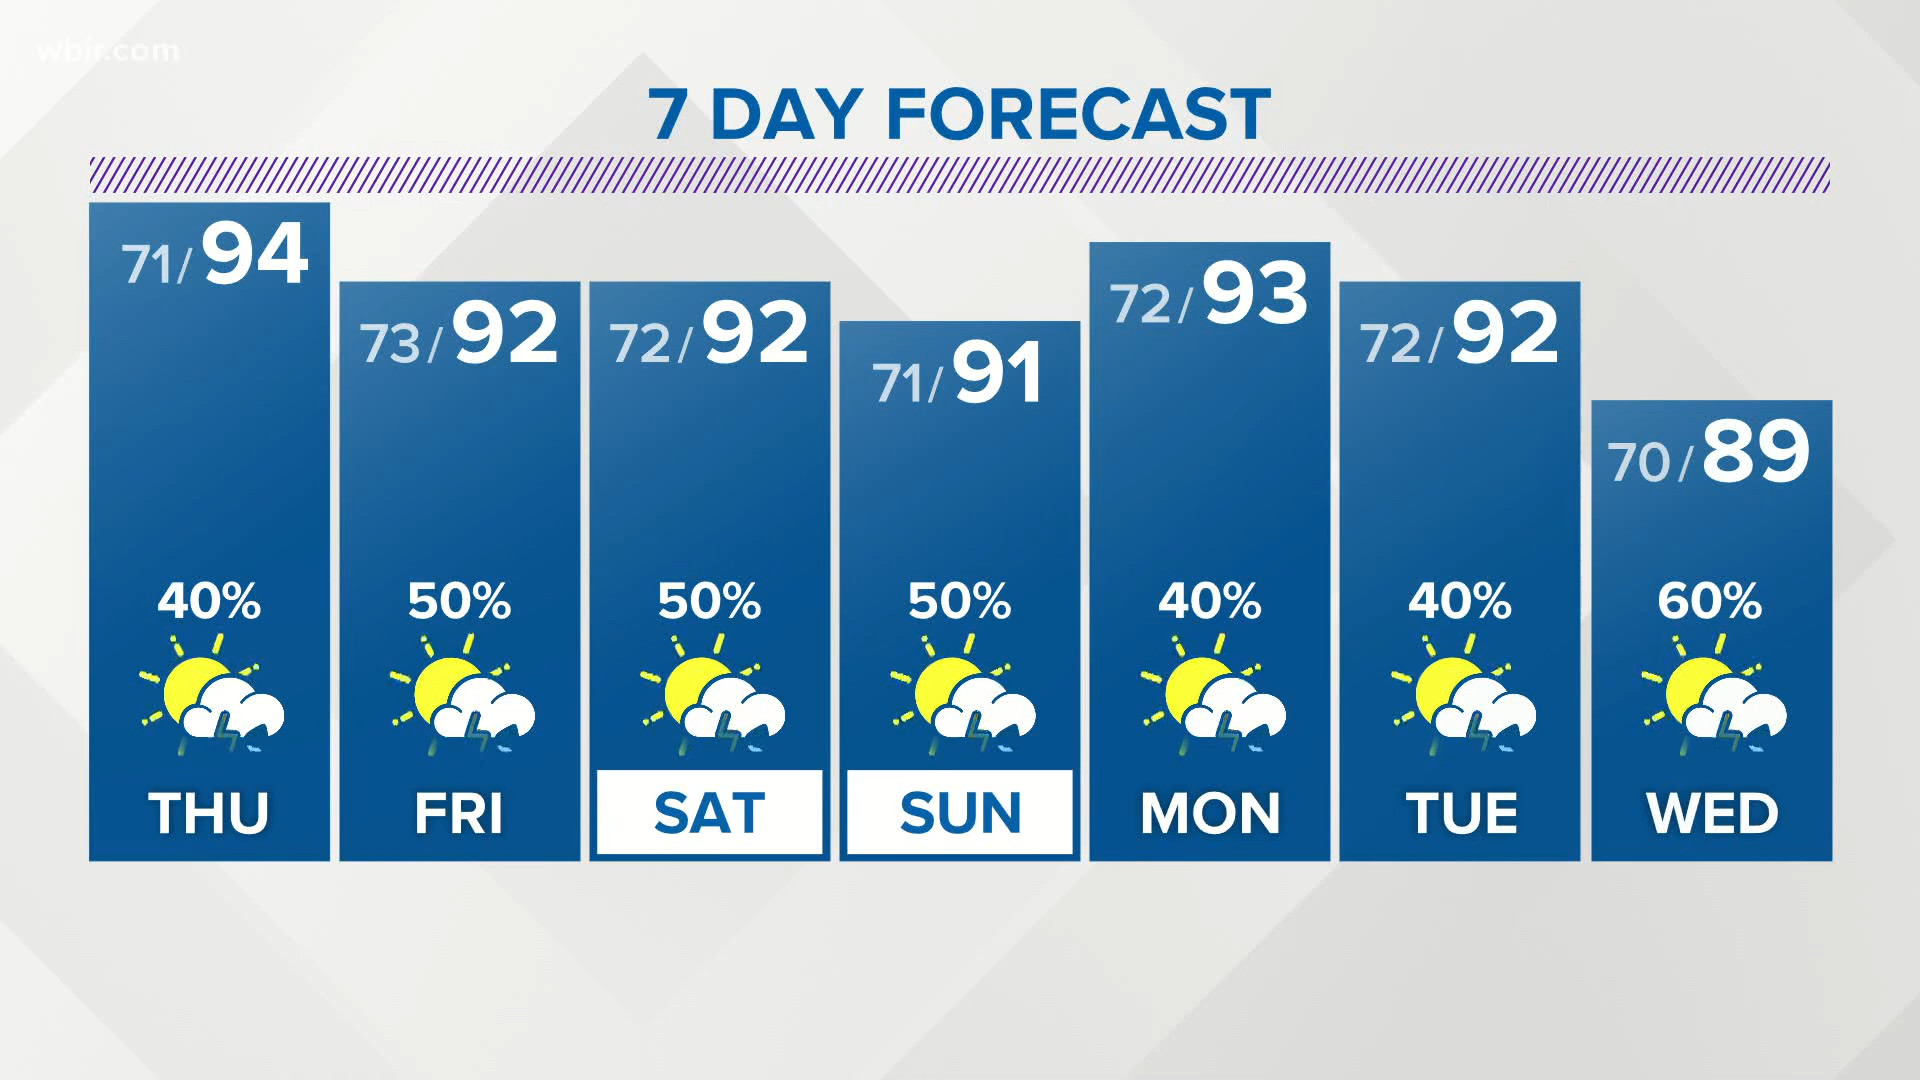 wbir.com
7 DAY FORECAST
71/94
73/92
72/92
71/91
72/93
72/92
70/89
40%
50%
50%
50%
40%
40%
60%
THU
FRI
SAT
SUN
MON
TUE
WED